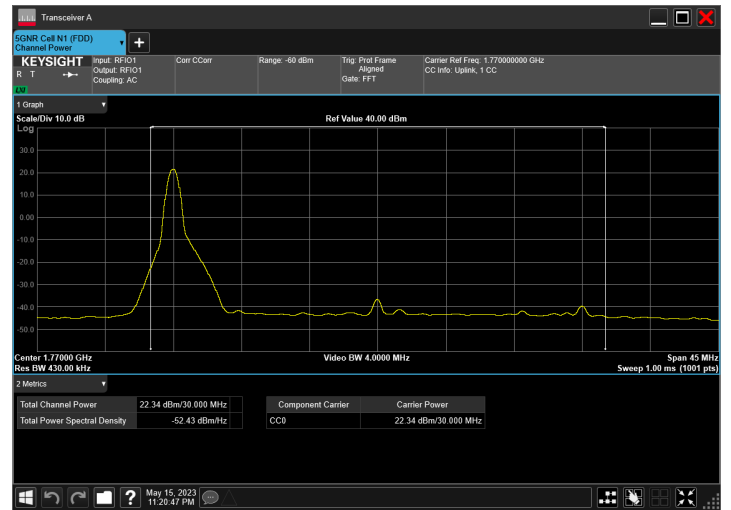 Transceiver A
5GNR Cell N1 (FDD)
Channel Power
KEYSIGHT
R T
LXI
Input: RFIO1
Output: RFIO1
Coupling: AC
Corr CCorr
Range: -60 dBm
Trig: Prot Frame
Aligned
Gate: FFT
Carrier Ref Freq: 1.770000000 GHz
CC Info: Uplink, 1 CC
1 Graph
Scale/Div 10.0 dB
Ref Value 40.00 dBm
Log
30.0
20.0
10.0
0.00
-10.0
-20.0
-30.0
-40.0
-50.0
Center 1.77000 GHz
Video BW 4.0000 MHz
Span 45 MHz
Res BW 430.00 kHz
Sweep 1.00 ms (1001 pts)
2 Metrics
Total Channel Power 22.34 dBm/30.000 MHz
Total Power Spectral Density -52.43 dBm/Hz
Component Carrier Carrier Power
CC0 22.34 dBm/30.000 MHz
?
May 15, 2023
11:20:47 PM